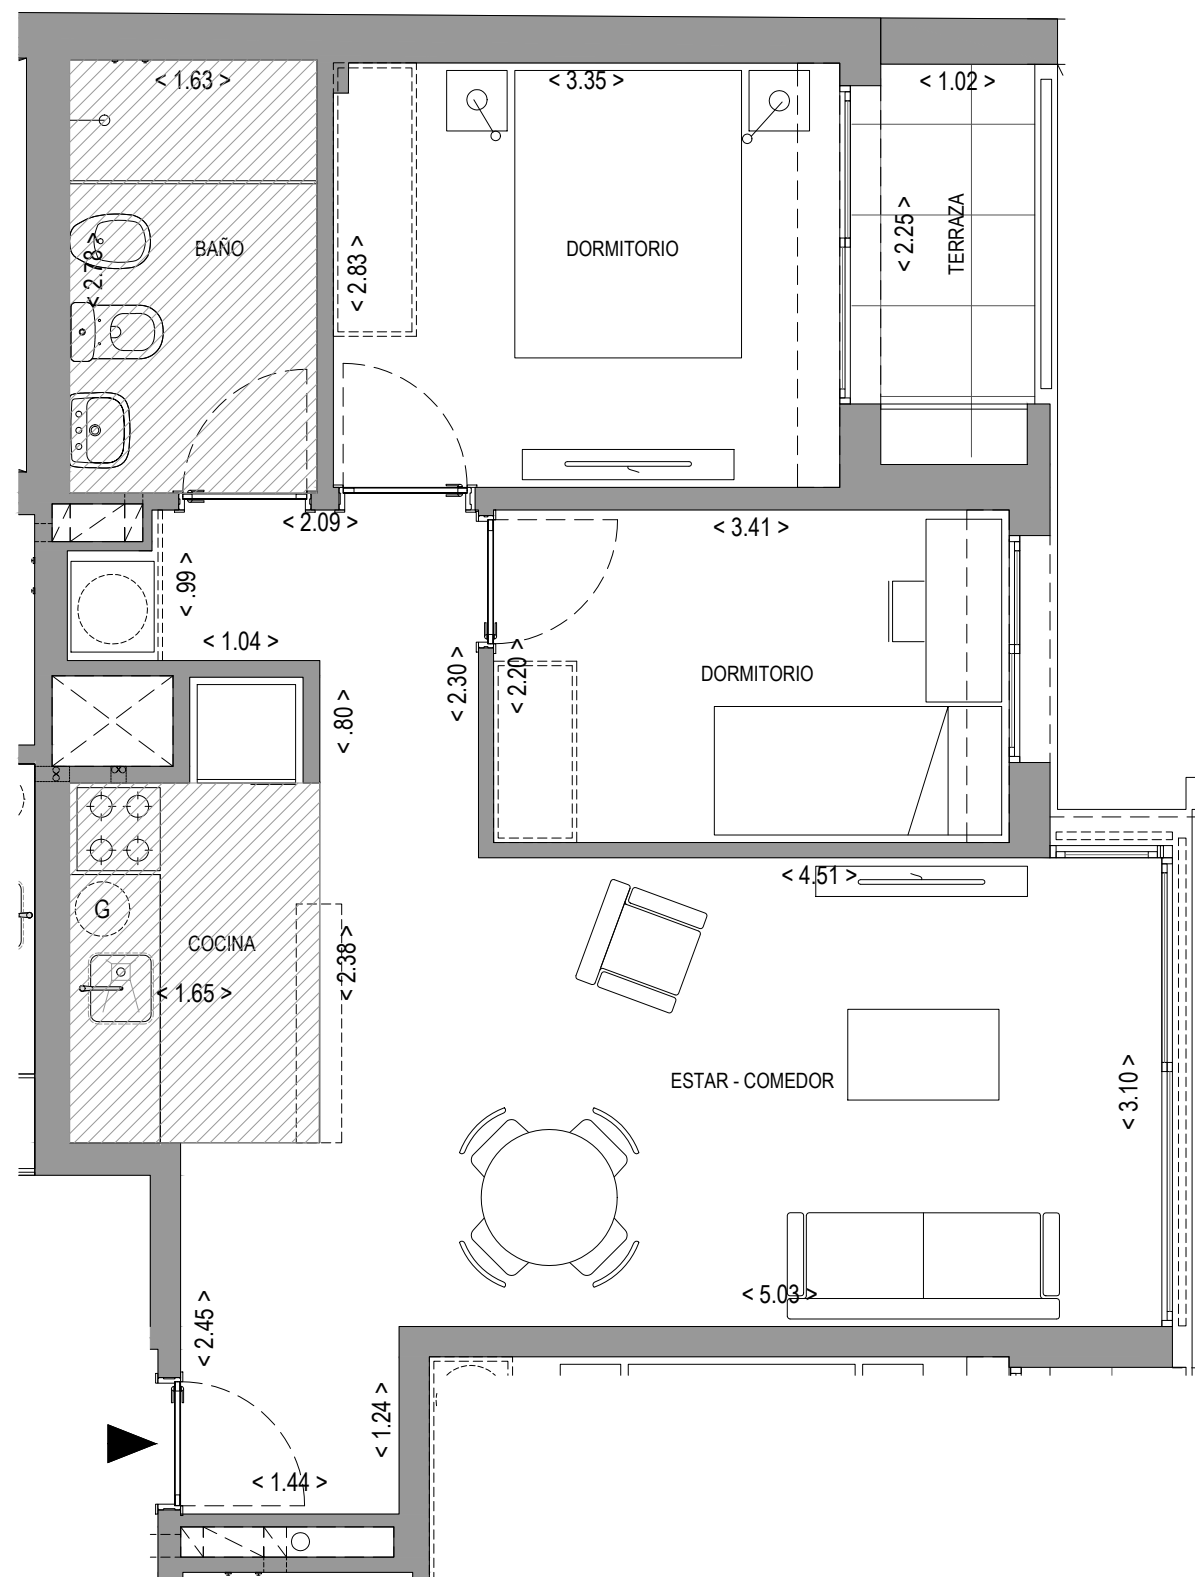 < 1.63 >
< 3.35 >
< 1.02 >
< 2.78 >
BAÑO
< 2.83 >
DORMITORIO
< 2.25 >
TERRAZA
< 2.09 >
< 3.41 >
< .99 >
< 1.04 >
< 2.30 >
< 2.20 >
DORMITORIO
< .80 >
< 4.51 >
G
COCINA
< 2.38 >
< 1.65 >
ESTAR - COMEDOR
< 3.10 >
< 5.03 >
< 2.45 >
< 1.24 >
< 1.44 >